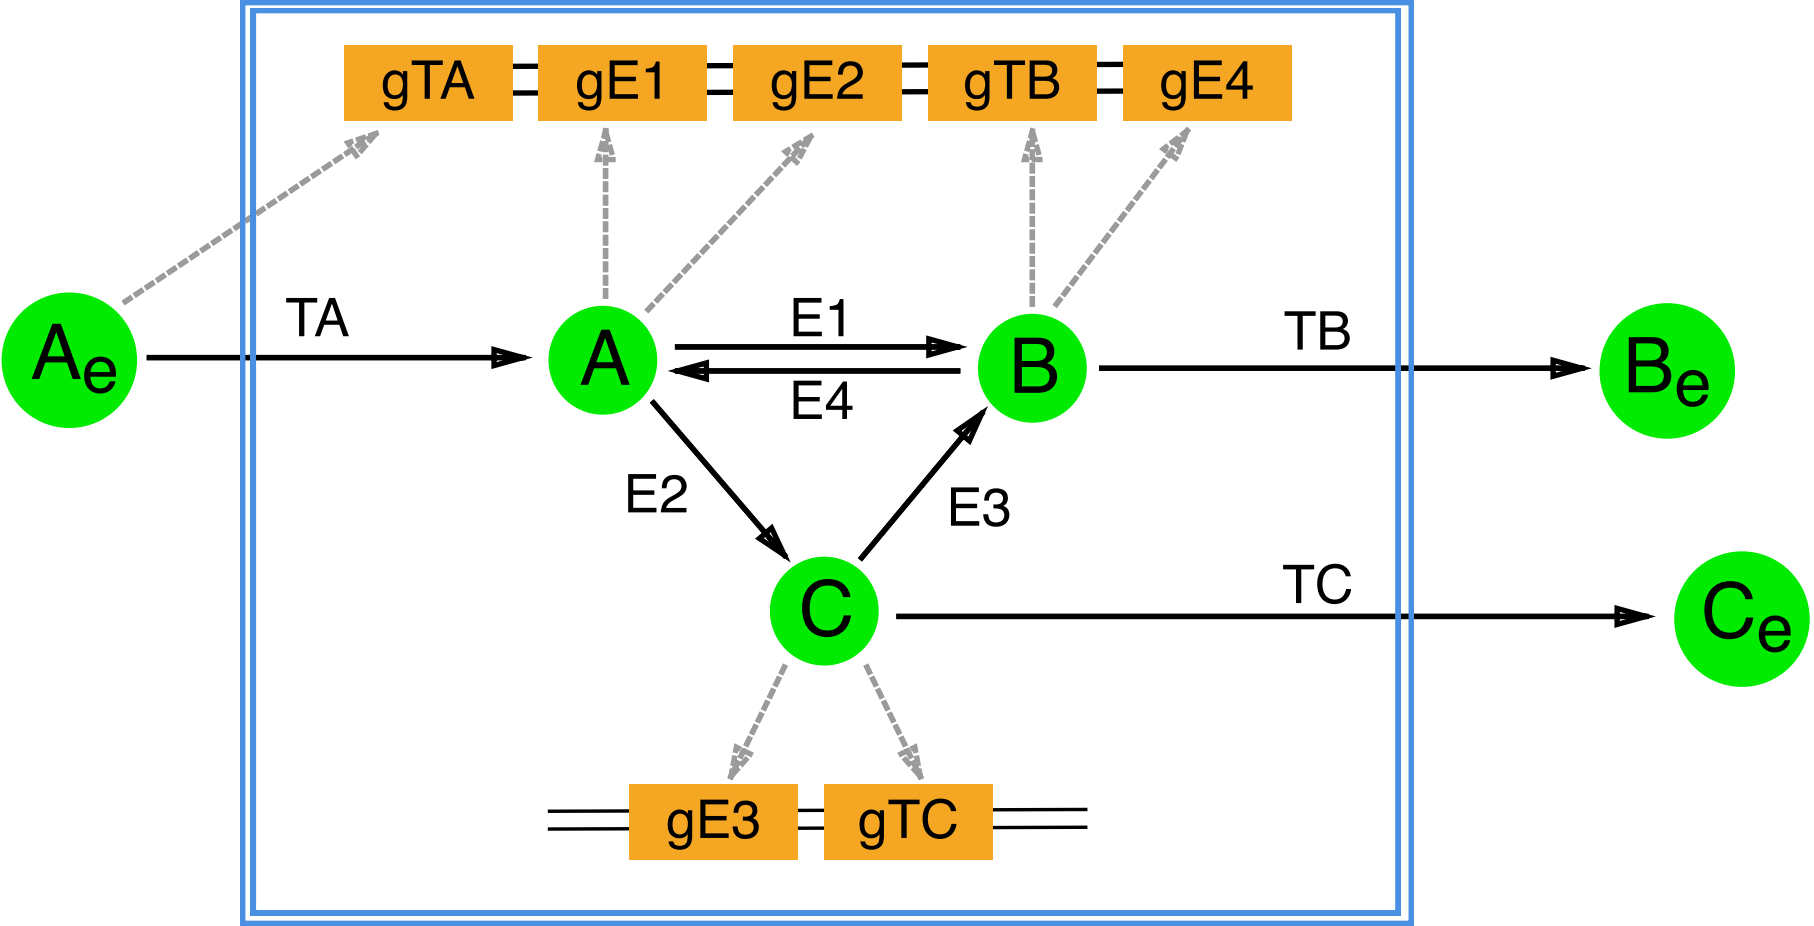 gTA gE1 gE2 gTB gE4
TA E1 TB
Ae A B Be
E4
E2 E3
TC
C Ce
gE3 gTC